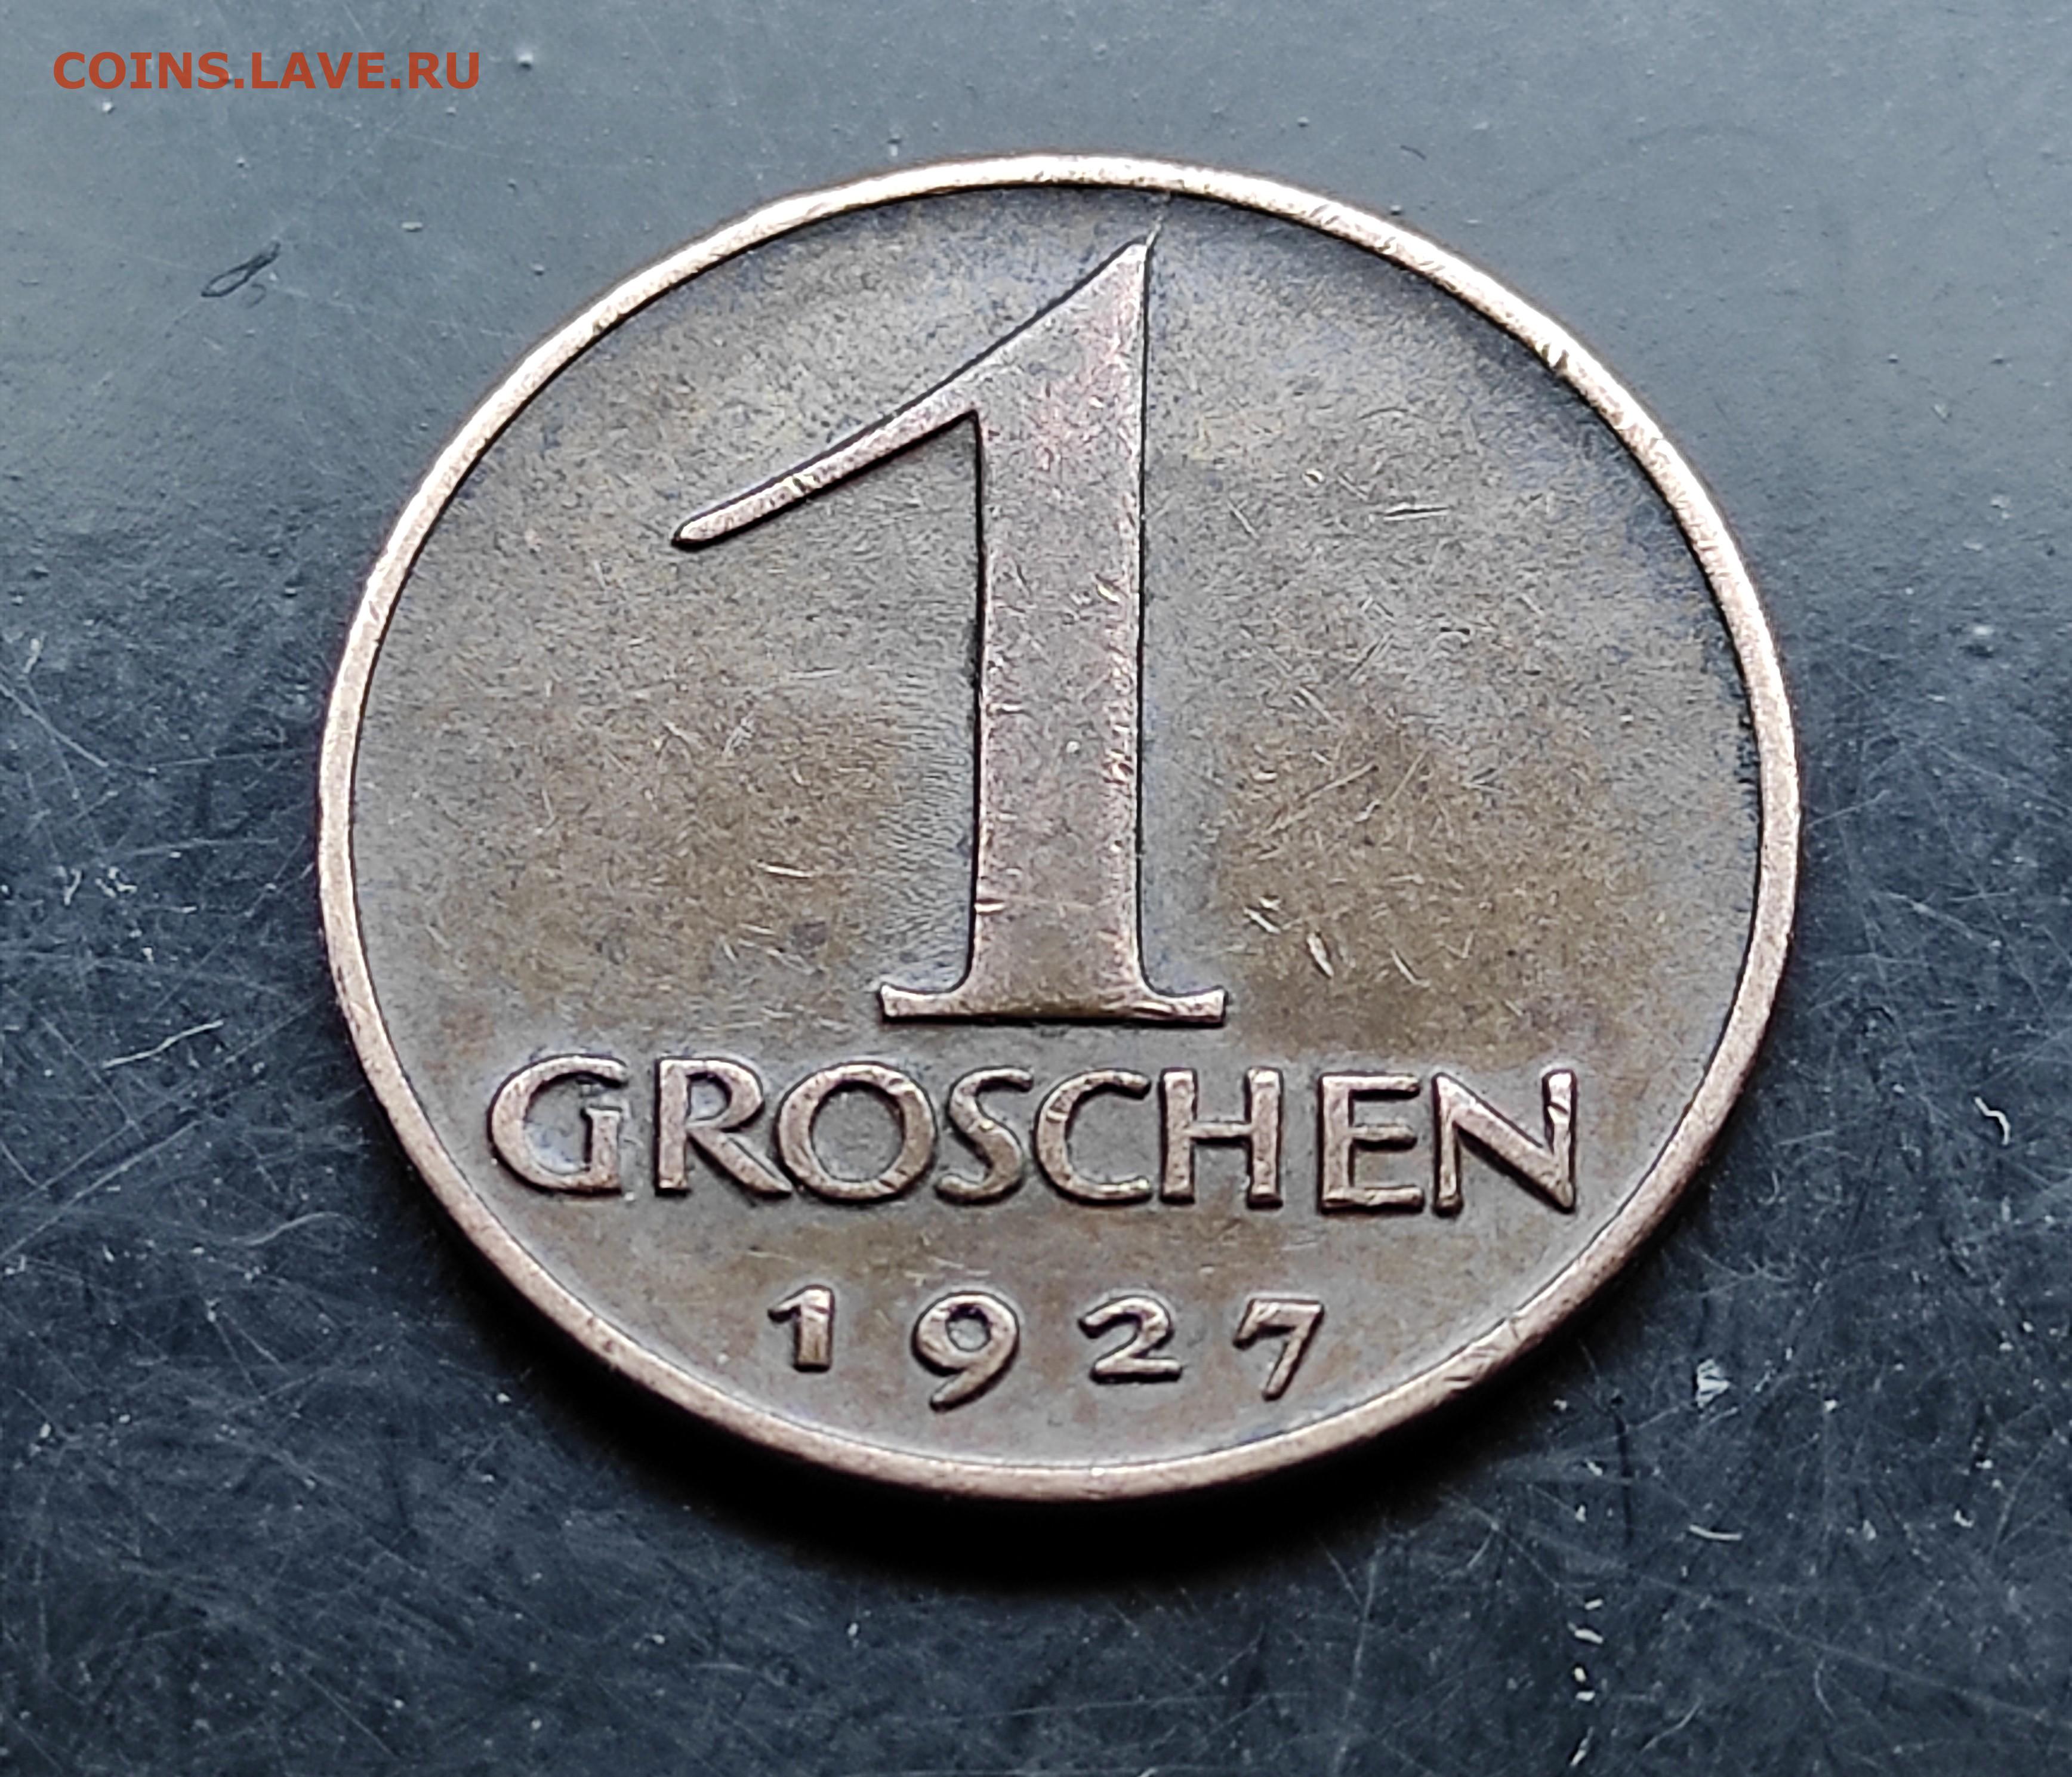 COINS.LAVE.RU
1
GROSCHEN
1927